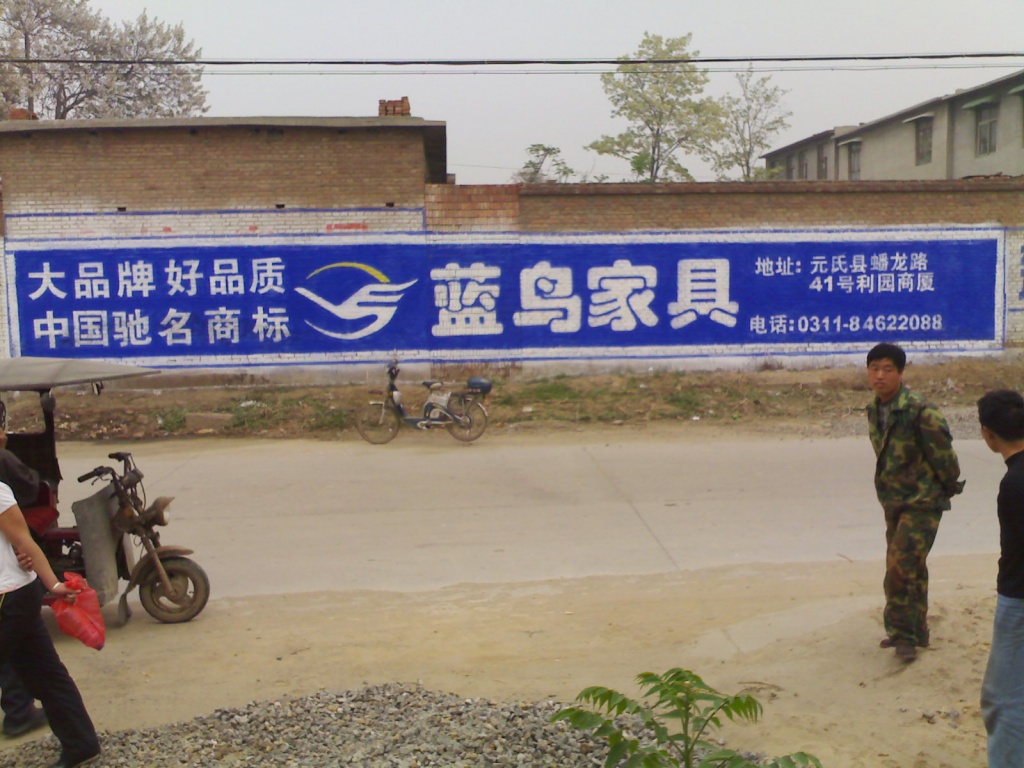 大品牌 好品质
中国驰名商标
蓝鸟家具
地址：元氏县蟠龙路
41号利园商厦
电话：0311-84622088